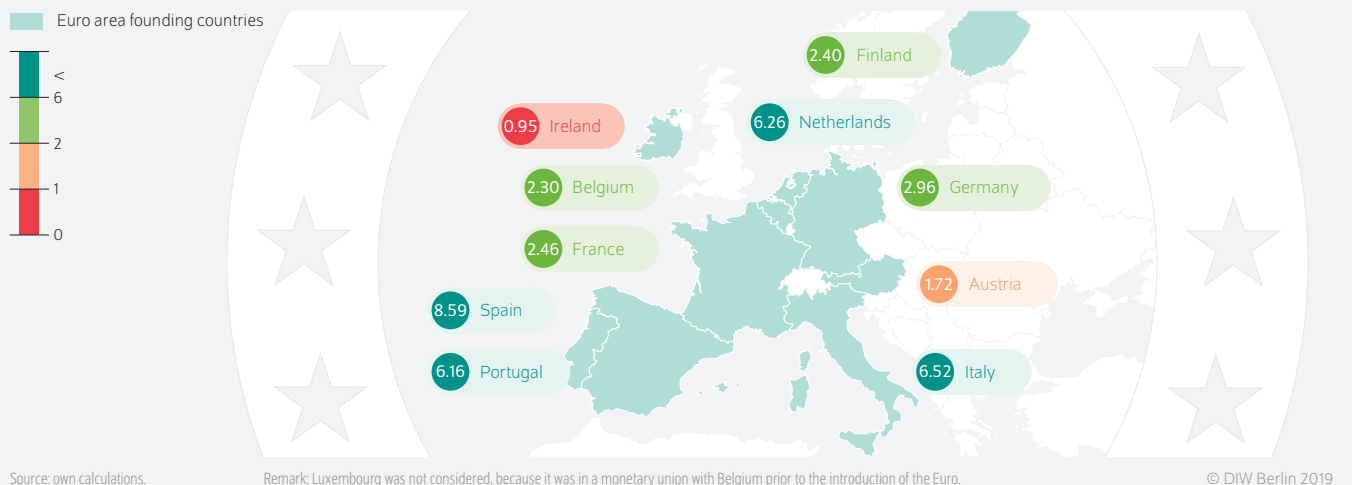 Euro area founding countries
<
6
2
1
0
2.40 Finland
0.95 Ireland
6.26 Netherlands
2.30 Belgium
2.96 Germany
2.46 France
1.72 Austria
8.59 Spain
6.16 Portugal
6.52 Italy
Source: own calculations.
Remark: Luxembourg was not considered, because it was in a monetary union with Belgium prior to the introduction of the Euro.
© DIW Berlin 2019